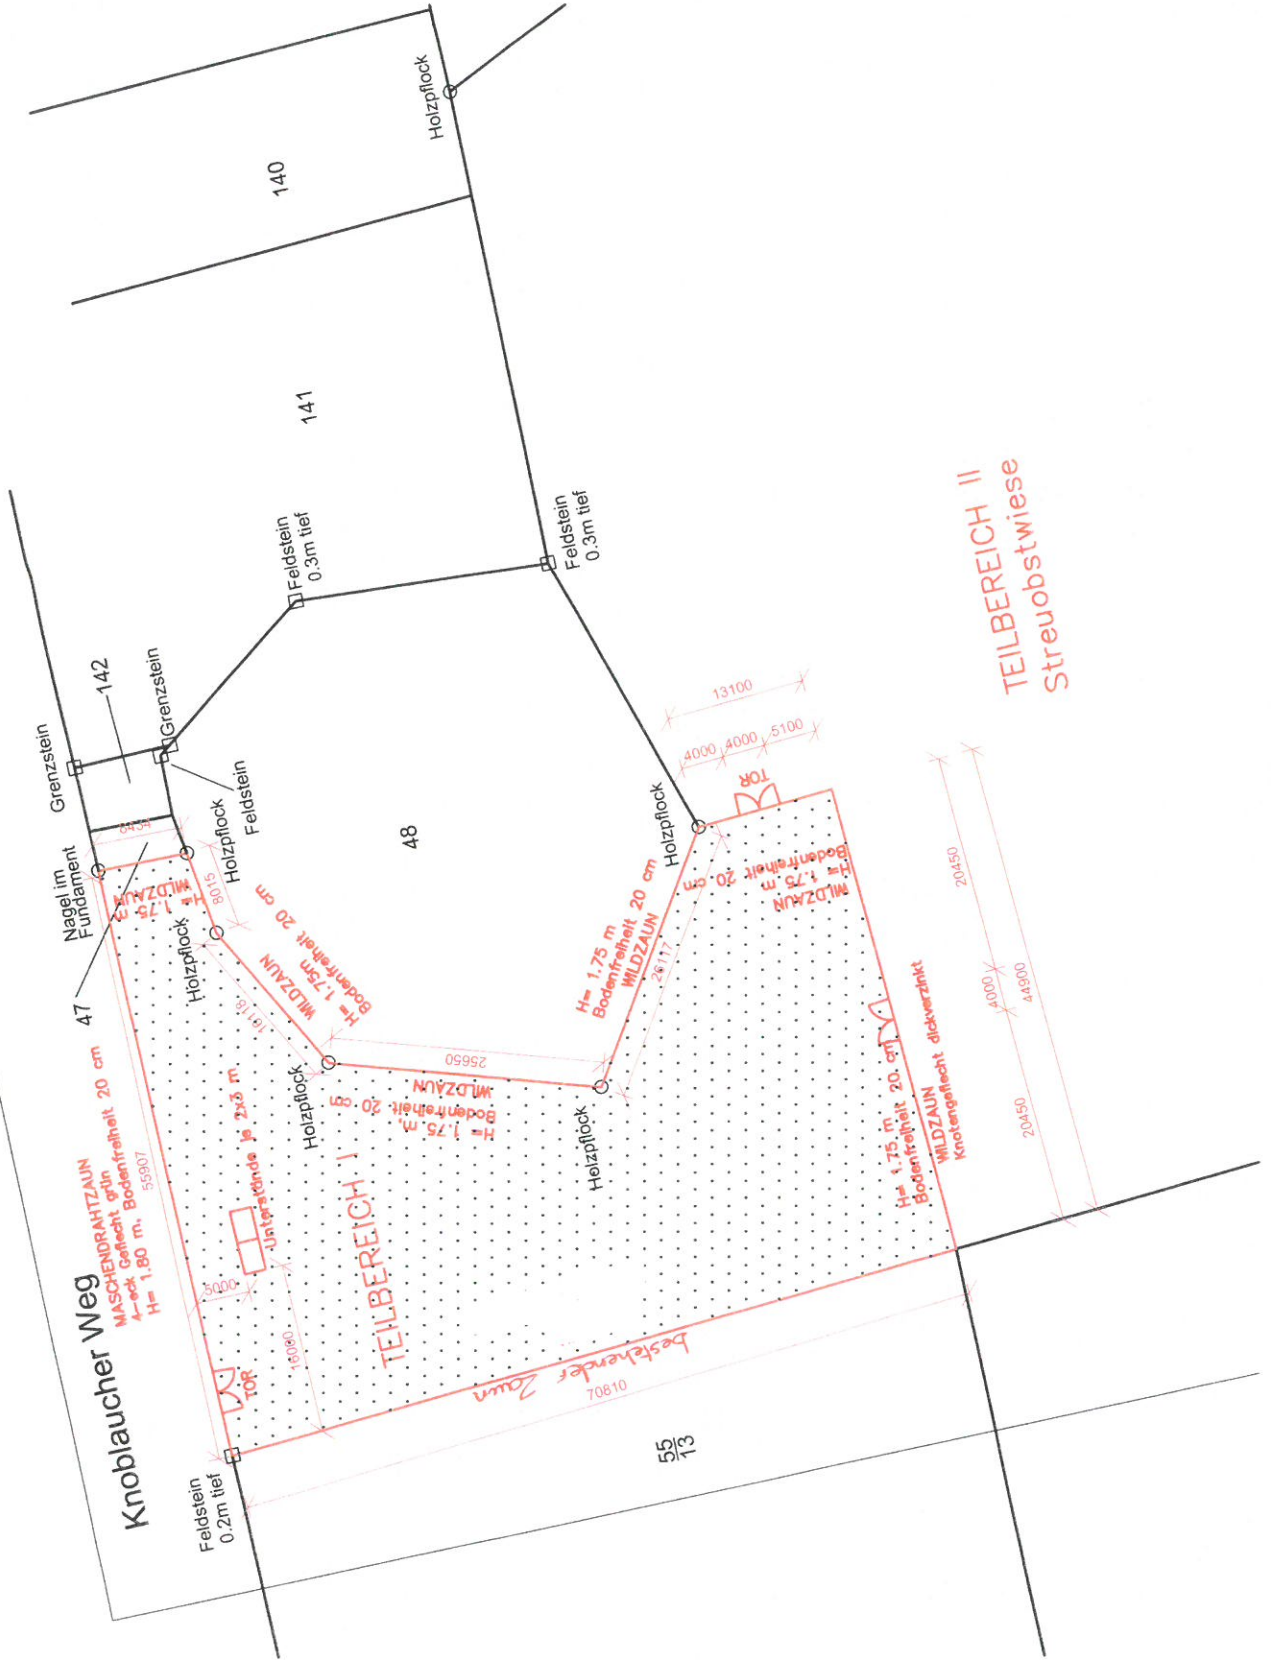 Holzpflock
140
141
Feldstein
0.3m tief
Feldstein
0.3m tief
142
Grenzstein
Grenzstein
Feldstein
Holzpflock
8434
Nagel im
Fundament
47
WILDZAUN
H= 1.75 m
Holzpflock
8015
48
WILDZAUN
H= 1.75m
Bodenfreiheit 20 cm
Holzpflock
25650
WILDZAUN
Bodenfreiheit 20 cm
H= 1.75 m,
Holzpflock
H= 1.75 m
Bodenfreiheit 20 cm
WILDZAUN
26117
Holzpflock
TOR
4000
4000
5100
13100
Bodenfreiheit 20 cm
H= 1.75 m
WILDZAUN
TEILBEREICH II
Streuobstwiese
20450
4000
44900
20450
H= 1.75 m
Bodenfreiheit 20 cm
WILDZAUN
Knotengeflecht dickverzinkt
Knoblaucher Weg
MASCHENDRAHTZAUN
4-eck Geflecht grün
H= 1.80 m, Bodenfreiheit 20 cm
55907
Unterstände je 2x3 m
5000
16000
TOR
TEILBEREICH I
bestehender Zaun
70810
Feldstein
0.2m tief
55
13